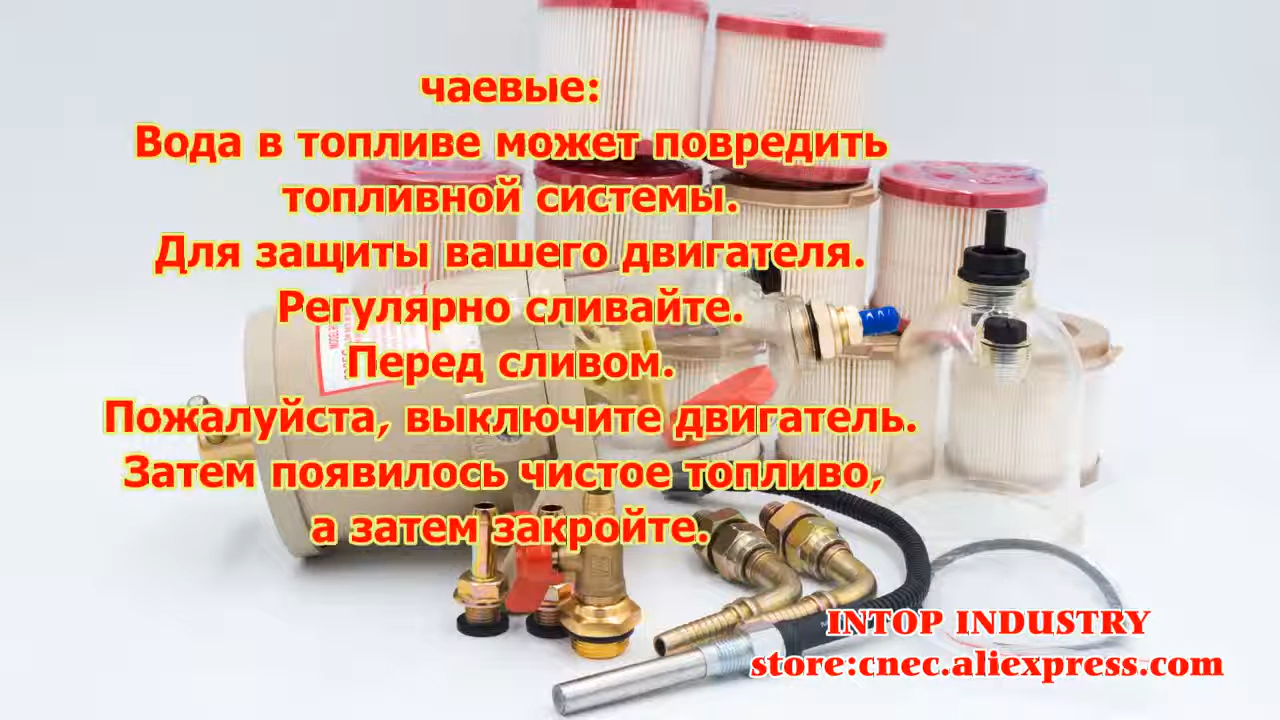 чаевые:
Вода в топливе может повредить
топливной системы.
Для защиты вашего двигателя.
Регулярно сливайте.
Перед сливом.
Пожалуйста, выключите двигатель.
Затем появилось чистое топливо,
а затем закройте.
INTOP INDUSTRY
store:cnec.aliexpress.com